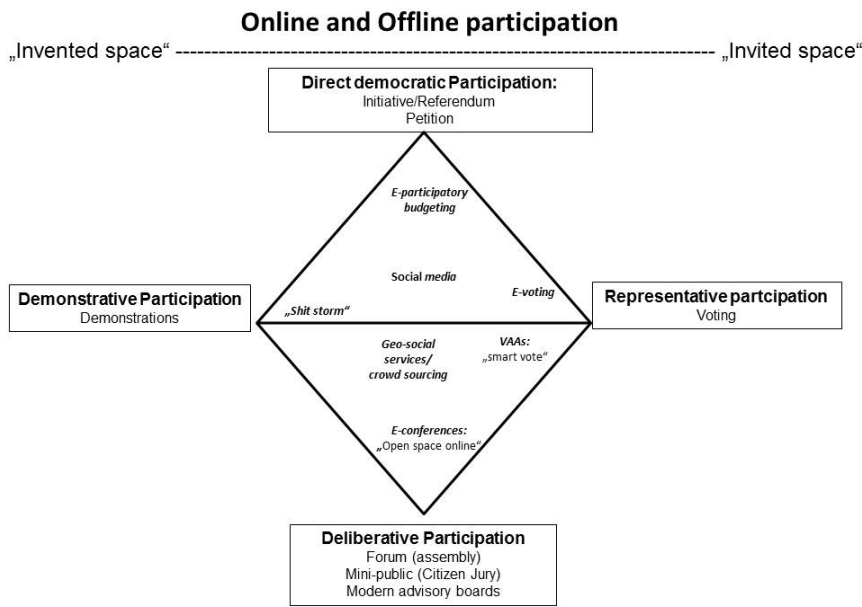 Online and Offline participation
„Invented space“ --------------------------------------------------------------------------- „Invited space“
Direct democratic Participation:
Initiative/Referendum
Petition
E-participatory
budgeting
Social media
E-voting
„Shit storm“
Demonstrative Participation
Demonstrations
Representative partcipation
Voting
Geo-social
services/
crowd sourcing
VAAs:
„smart vote“
E-conferences:
„Open space online“
Deliberative Participation
Forum (assembly)
Mini-public (Citizen Jury)
Modern advisory boards